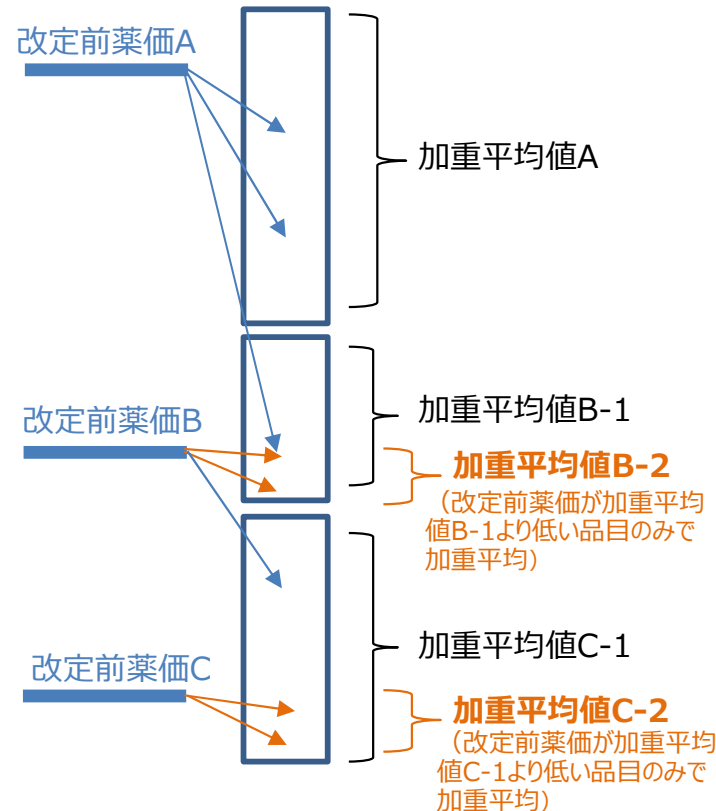 改定前薬価A
加重平均値A
改定前薬価B
加重平均値B-1
加重平均値B-2
（改定前薬価が加重平均
値B-1より低い品目のみで
加重平均）
改定前薬価C
加重平均値C-1
加重平均値C-2
（改定前薬価が加重平均
値C-1より低い品目のみで
加重平均）